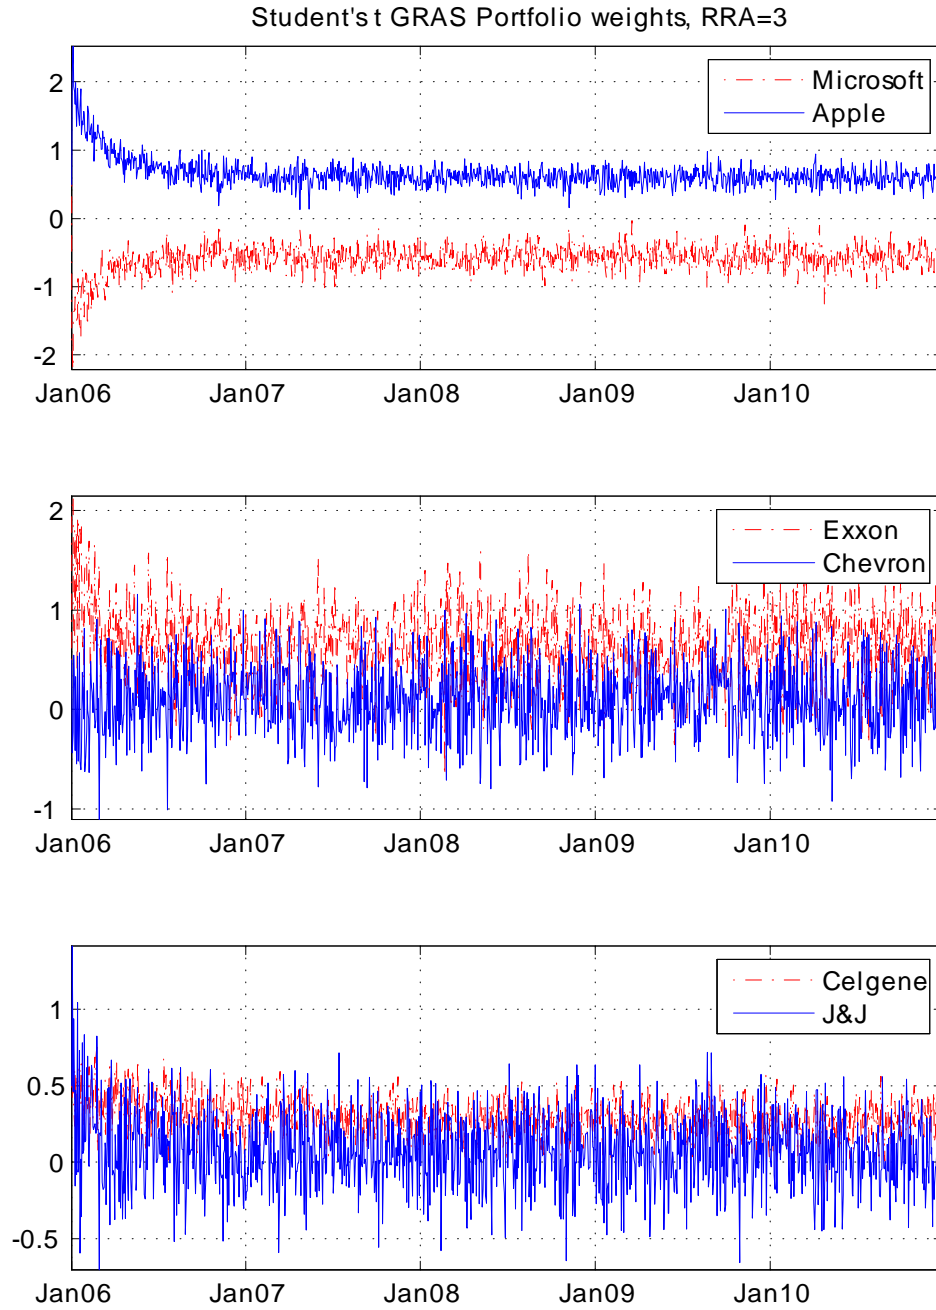 Student's t GRAS Portfolio weights, RRA=3
2
1
0
-1
-2
Microsoft
Apple
Jan06 Jan07 Jan08 Jan09 Jan10
2
1
0
-1
Exxon
Chevron
Jan06 Jan07 Jan08 Jan09 Jan10
1
0.5
0
-0.5
Celgene
J&J
Jan06 Jan07 Jan08 Jan09 Jan10